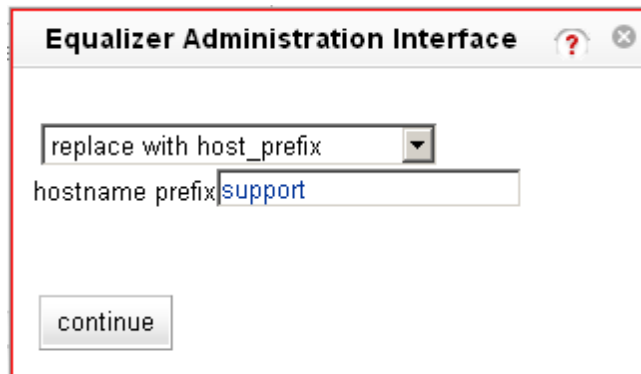 Equalizer Administration Interface ?
replace with host_prefix
hostname prefix support
continue